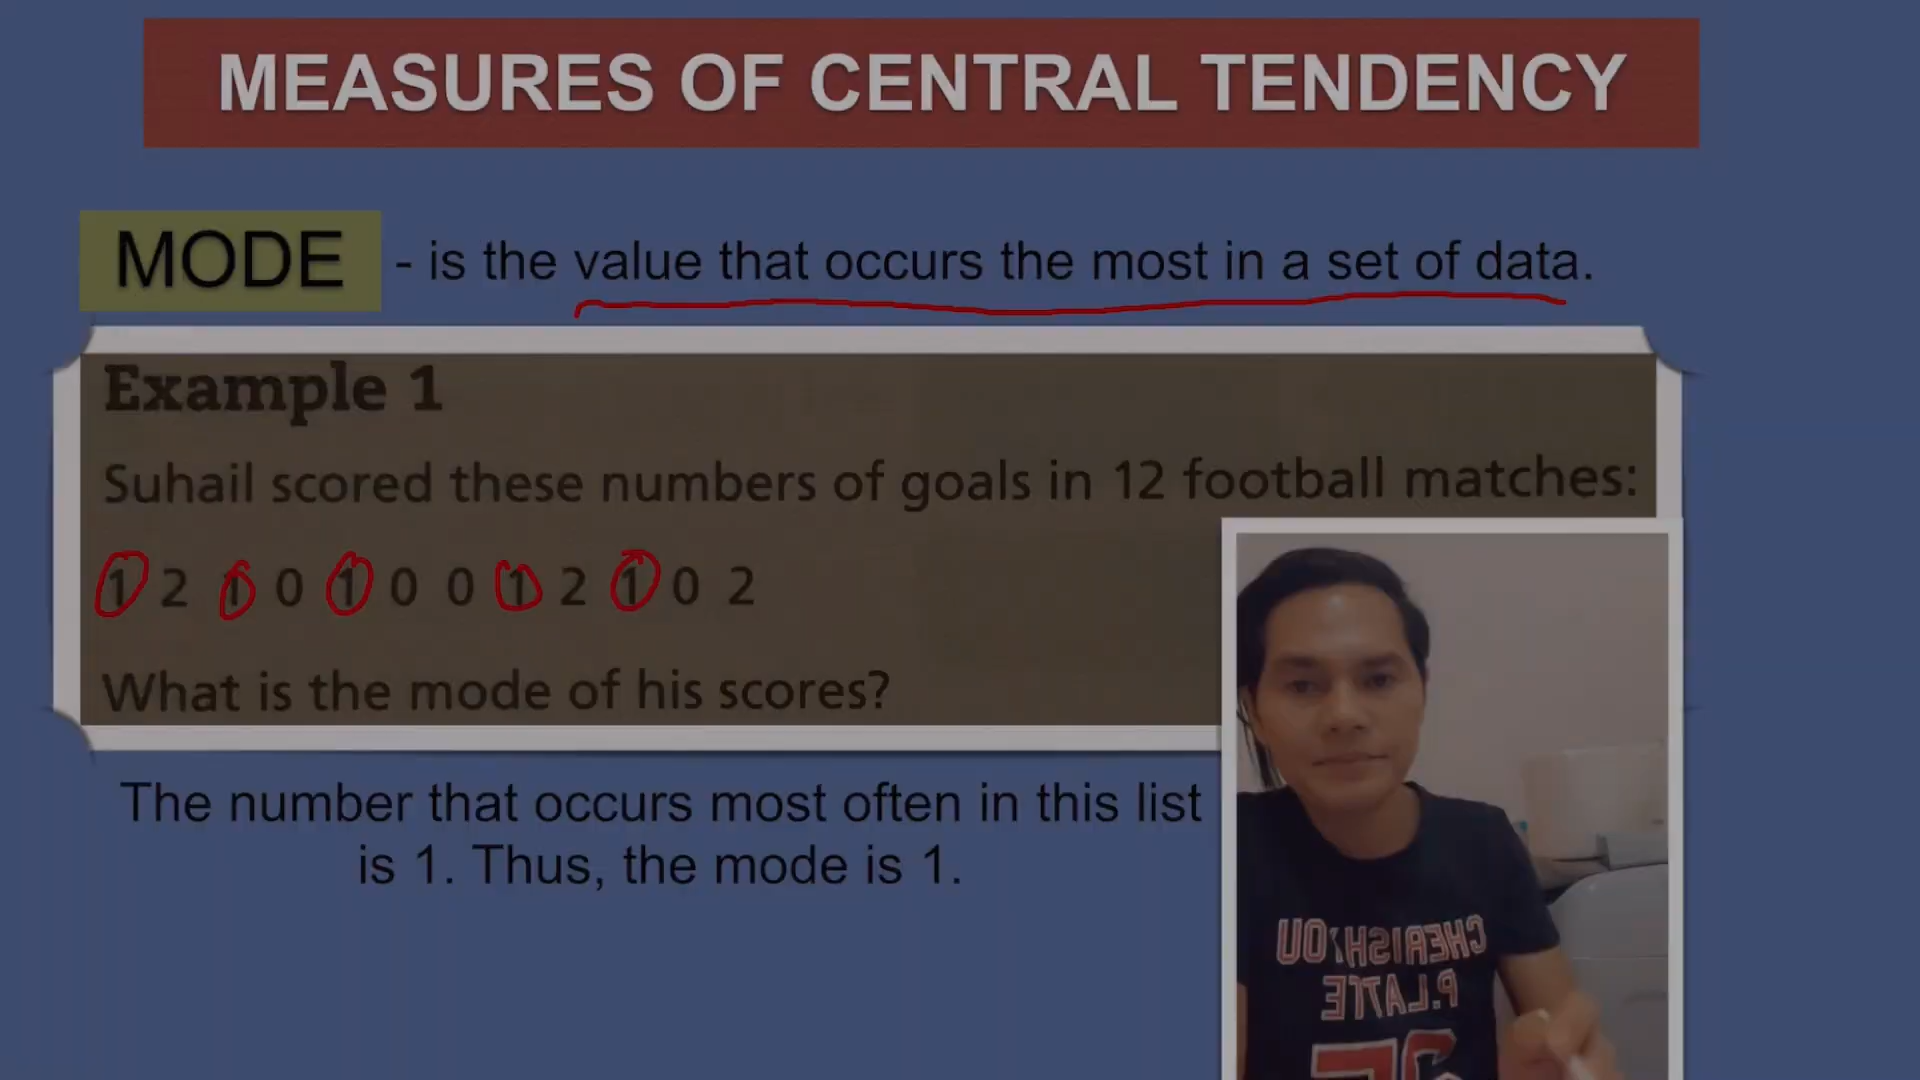 MEASURES OF CENTRAL TENDENCY
MODE - is the value that occurs the most in a set of data.
Example 1
Suhail scored these numbers of goals in 12 football matches:
1 2 1 0 1 0 0 1 2 1 0 2
What is the mode of his scores?
The number that occurs most often in this list
is 1. Thus, the mode is 1.